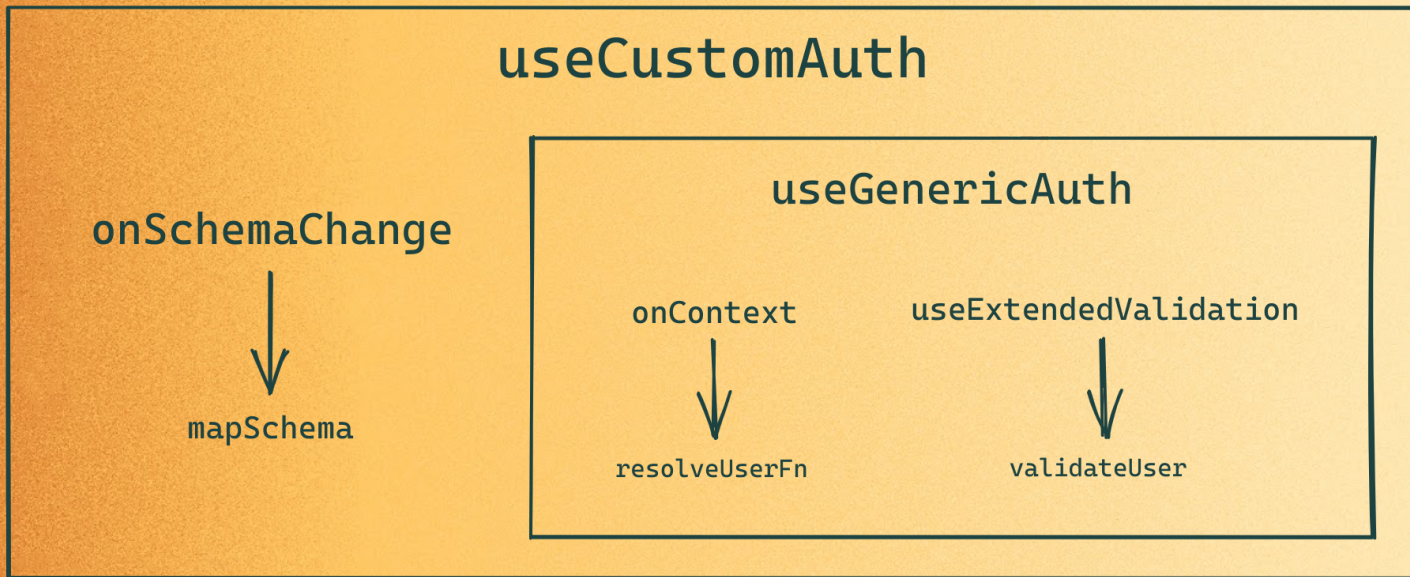 useCustomAuth
useGenericAuth
onSchemaChange
onContext
useExtendedValidation
mapSchema
resolveUserFn
validateUser